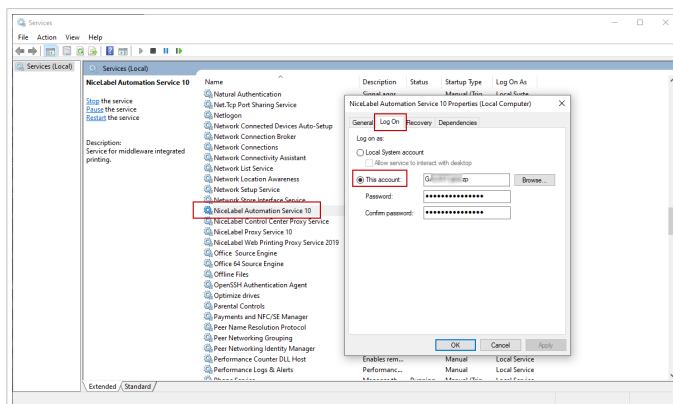 Services
File Action View Help
Services (Local)
Services (Local)
NiceLabel Automation Service 10
Stop the service
Pause the service
Restart the service
Description:
Service for middleware integrated
printing.
Name Description Status Startup Type Log On As
Natural Authentication
Net.Tcp Port Sharing Service
Netlogon
Network Connected Devices Auto-Setup
Network Connection Broker
Network Connections
Network Connectivity Assistant
Network List Service
Network Location Awareness
Network Setup Service
Network Store Interface Service
NiceLabel Automation Service 10
NiceLabel Control Center Proxy Service
NiceLabel Proxy Service 10
NiceLabel Web Printing Proxy Service 2019
Office Source Engine
Office 64 Source Engine
Offline Files
OpenSSH Authentication Agent
Optimize drives
Parental Controls
Payments and NFC/SE Manager
Peer Name Resolution Protocol
Peer Networking Grouping
Peer Networking Identity Manager
Performance Counter DLL Host Enables rem... Manual Local Service
Performance Logs & Alerts Performanc... Manual Local Service
NiceLabel Automation Service 10 Properties (Local Computer)
General Log On Recovery Dependencies
Log on as:
Local System account
Allow service to interact with desktop
This account: Browse...
Password:
Confirm password:
OK Cancel Apply
Extended Standard